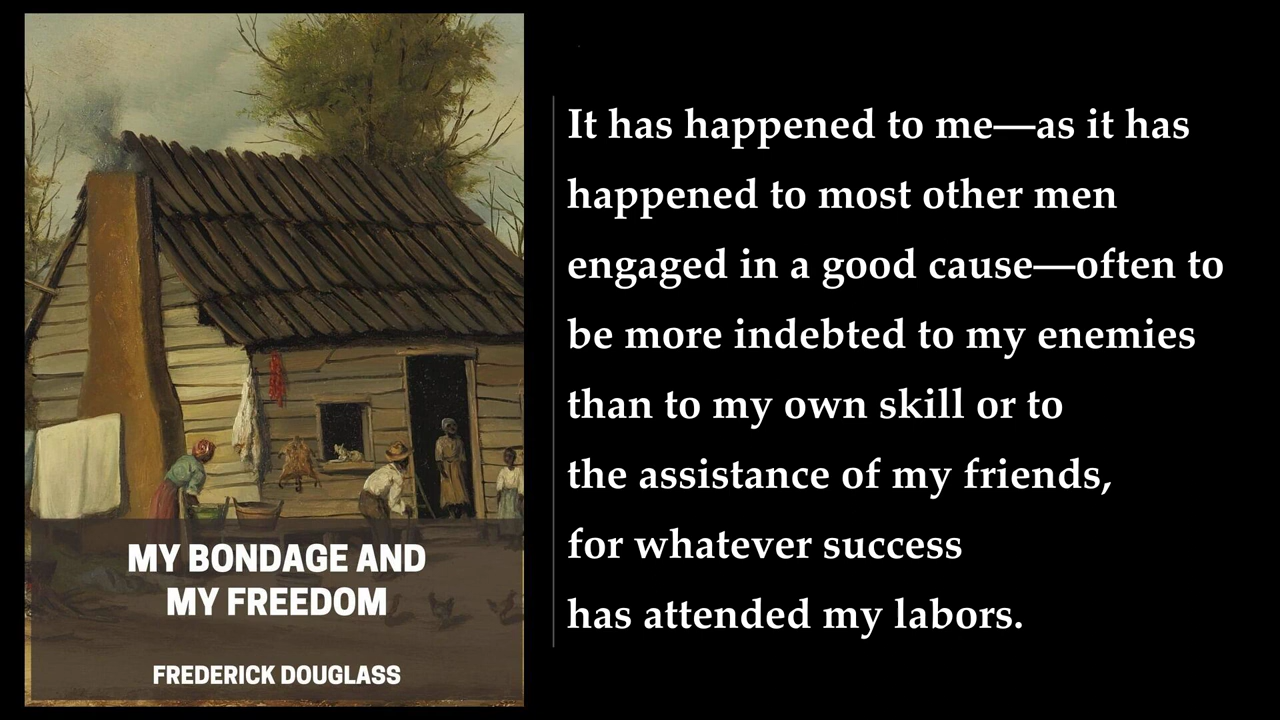 MY BONDAGE AND
MY FREEDOM
FREDERICK DOUGLASS
It has happened to me—as it has
happened to most other men
engaged in a good cause—often to
be more indebted to my enemies
than to my own skill or to
the assistance of my friends,
for whatever success
has attended my labors.